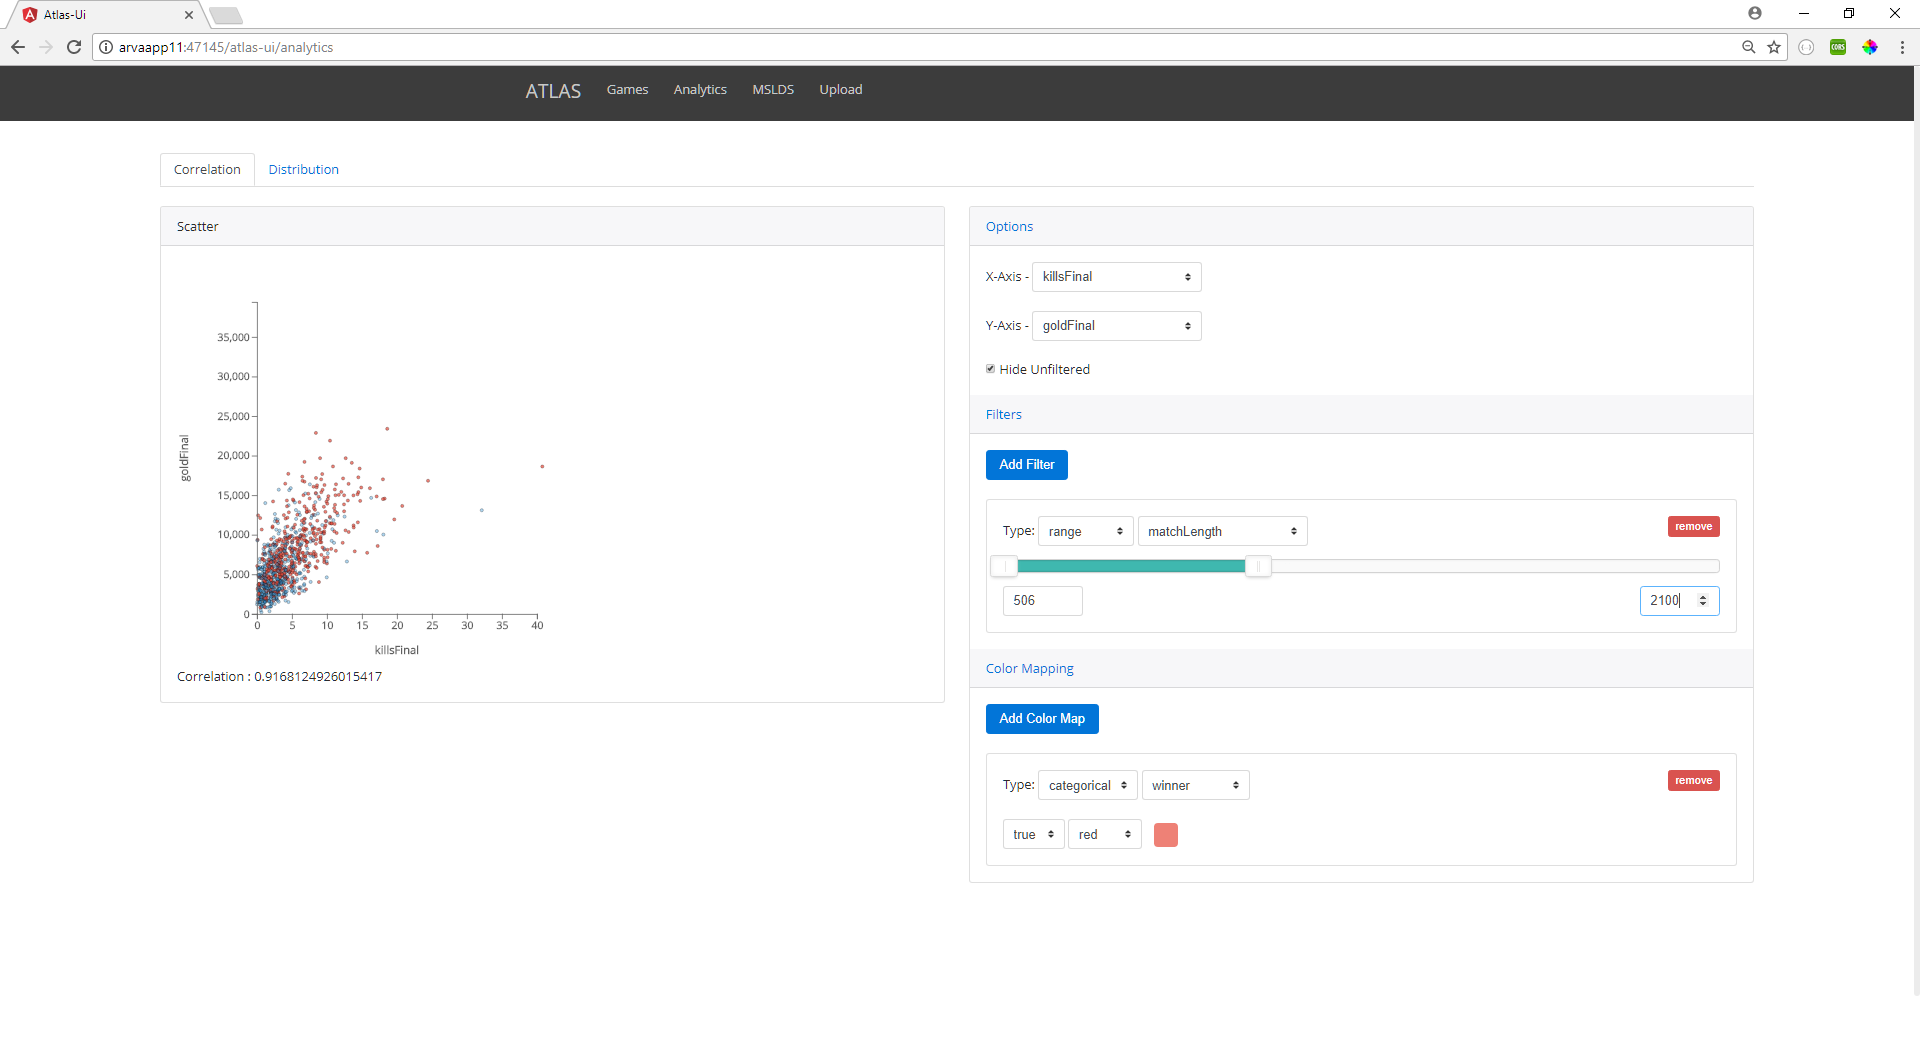 Atlas-Ui
arvaapp11:47145/atlas-ui/analytics
CORS
ATLAS Games Analytics MSLDS Upload
Correlation Distribution
Scatter
35,000
30,000
25,000
20,000
15,000
10,000
5,000
0
goldFinal
0 5 10 15 20 25 30 35 40
killsFinal
Correlation : 0.9168124926015417
Options
X-Axis - killsFinal
Y-Axis - goldFinal
Hide Unfiltered
Filters
Add Filter
Type: range matchLength remove
506 2100
Color Mapping
Add Color Map
Type: categorical winner remove
true red